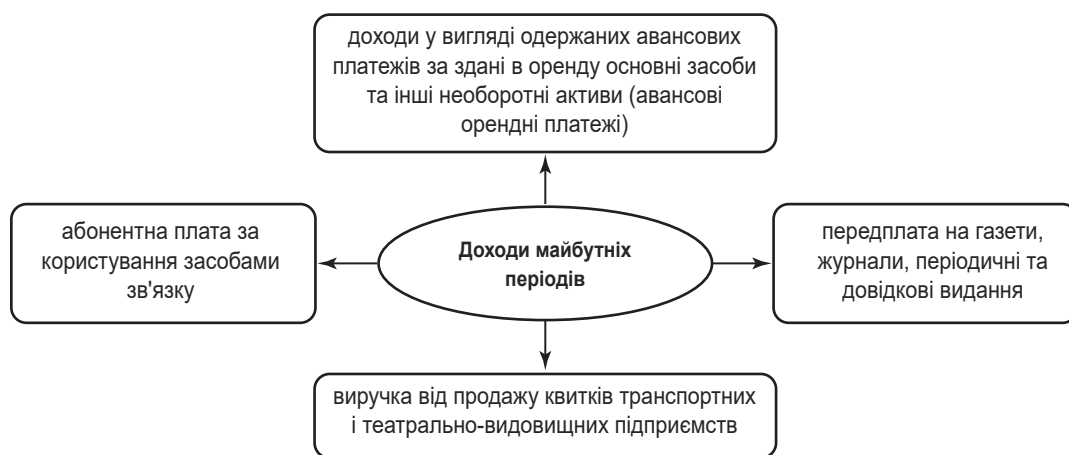 доходи у вигляді одержаних авансових
платежів за здані в оренду основні засоби
та інші необоротні активи (авансові
орендні платежі)
абонентна плата за
користування засобами
зв'язку
Доходи майбутніх
періодів
передплата на газети,
журнали, періодичні та
довідкові видання
виручка від продажу квитків транспортних
і театрально-видовищних підприємств